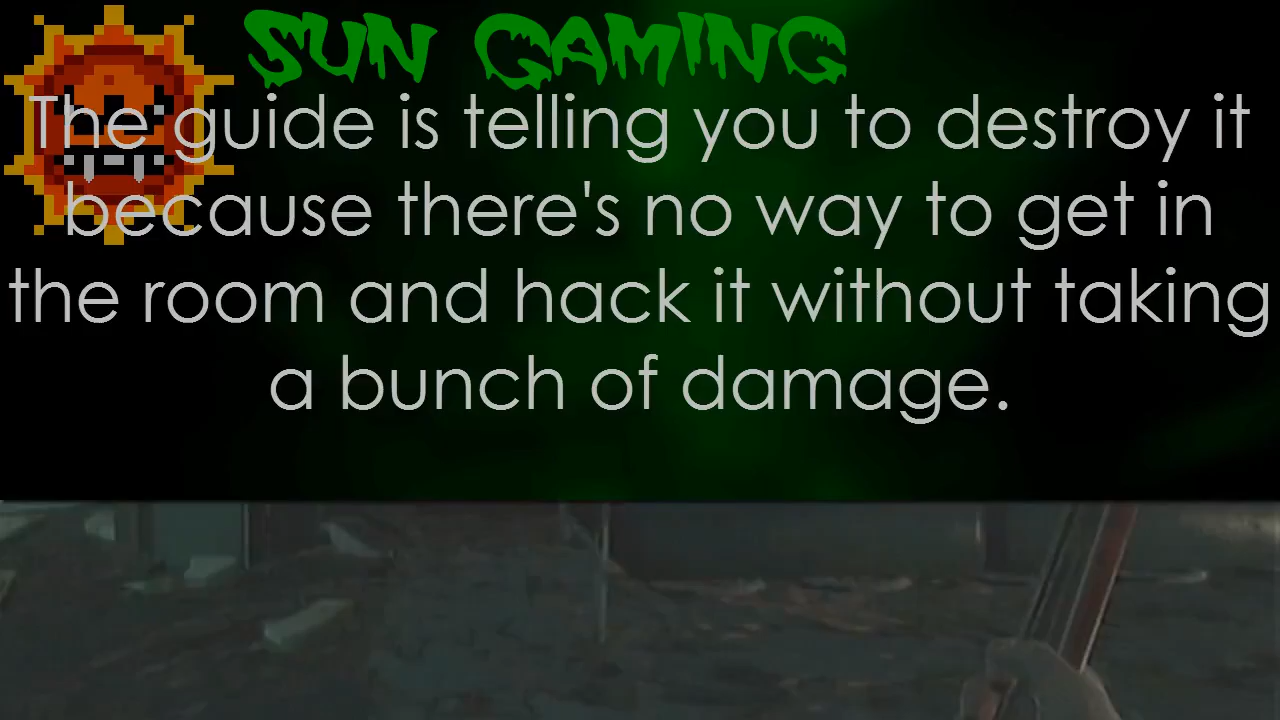 SUN GAMING
The guide is telling you to destroy it
because there's no way to get in
the room and hack it without taking
a bunch of damage.